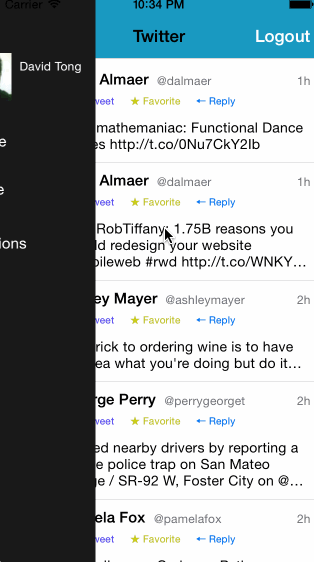 Carrier 10:34 PM
Twitter Logout
David Tong
Almaer @dalmaer 1h
weet ★ Favorite ← Reply
mathemaniac: Functional Dance
es http://t.co/0Nu7CkY2Ib
Almaer @dalmaer 1h
weet ★ Favorite ← Reply
RobTiffany: 1.75B reasons you
ld redesign your website
bileweb #rwd http://t.co/WNKY…
ey Mayer @ashleymayer 2h
weet ★ Favorite ← Reply
rick to ordering wine is to have
ea what you're doing but do it…
rge Perry @perrygeorget 2h
weet ★ Favorite ← Reply
ed nearby drivers by reporting a
e police trap on San Mateo
ge / SR-92 W, Foster City on @…
ela Fox @pamelafox 2h
weet ★ Favorite ← Reply
e
e
ions